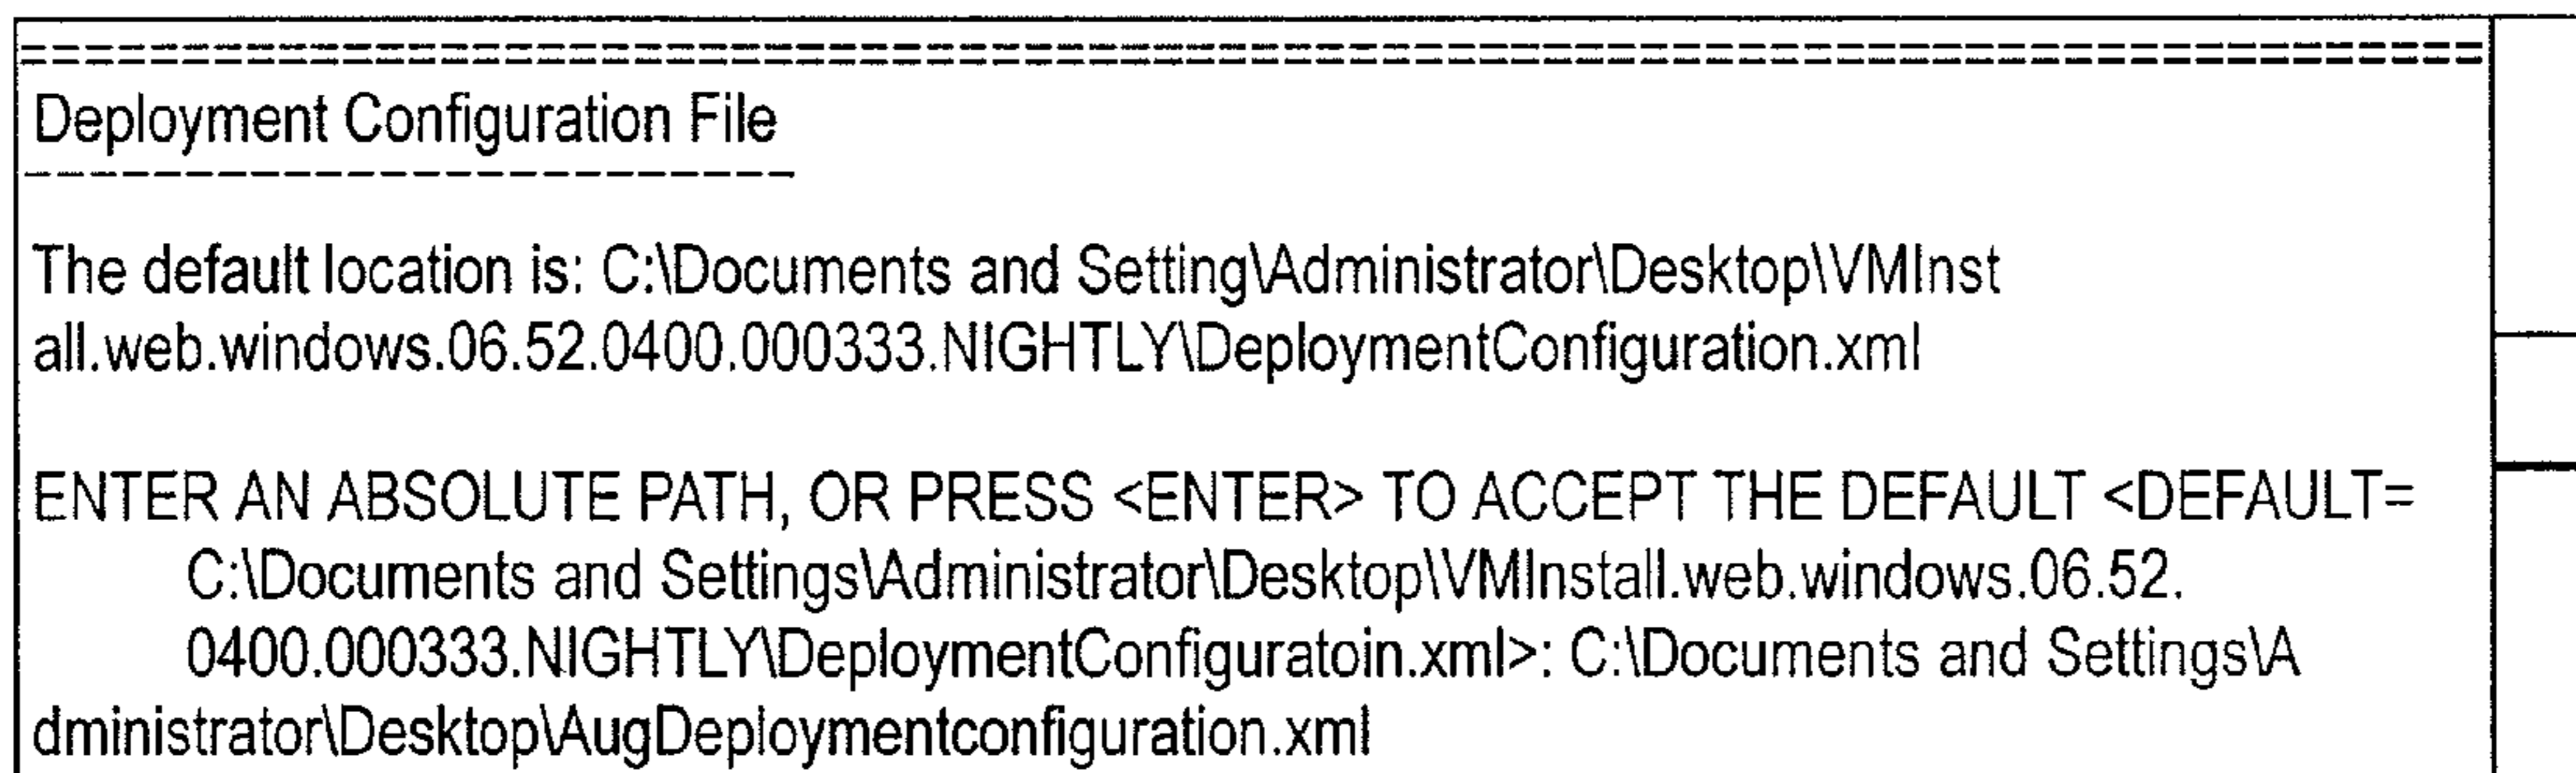 Deployment Configuration File
The default location is: C:\Documents and Setting\Administrator\Desktop\VMInst
all.web.windows.06.52.0400.000333.NIGHTLY\DeploymentConfiguration.xml
ENTER AN ABSOLUTE PATH, OR PRESS <ENTER> TO ACCEPT THE DEFAULT <DEFAULT=
C:\Documents and Settings\Administrator\Desktop\VMInstall.web.windows.06.52.
0400.000333.NIGHTLY\DeploymentConfiguratoin.xml>: C:\Documents and Settings\A
dministrator\Desktop\AugDeploymentconfiguration.xml